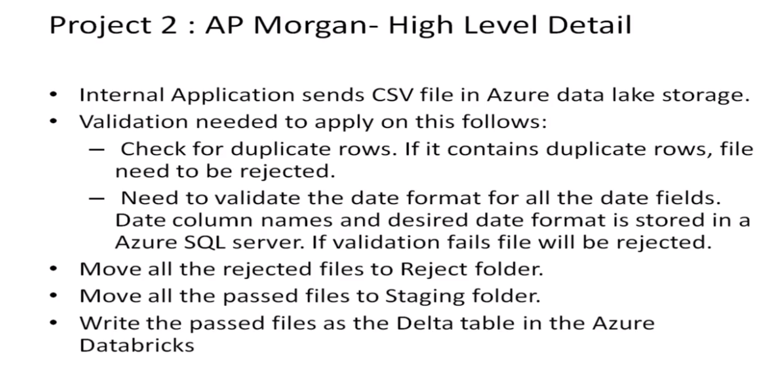 Project 2 : AP Morgan- High Level Detail
• Internal Application sends CSV file in Azure data lake storage.
• Validation needed to apply on this follows:
– Check for duplicate rows. If it contains duplicate rows, file
need to be rejected.
– Need to validate the date format for all the date fields.
Date column names and desired date format is stored in a
Azure SQL server. If validation fails file will be rejected.
• Move all the rejected files to Reject folder.
• Move all the passed files to Staging folder.
• Write the passed files as the Delta table in the Azure
Databricks